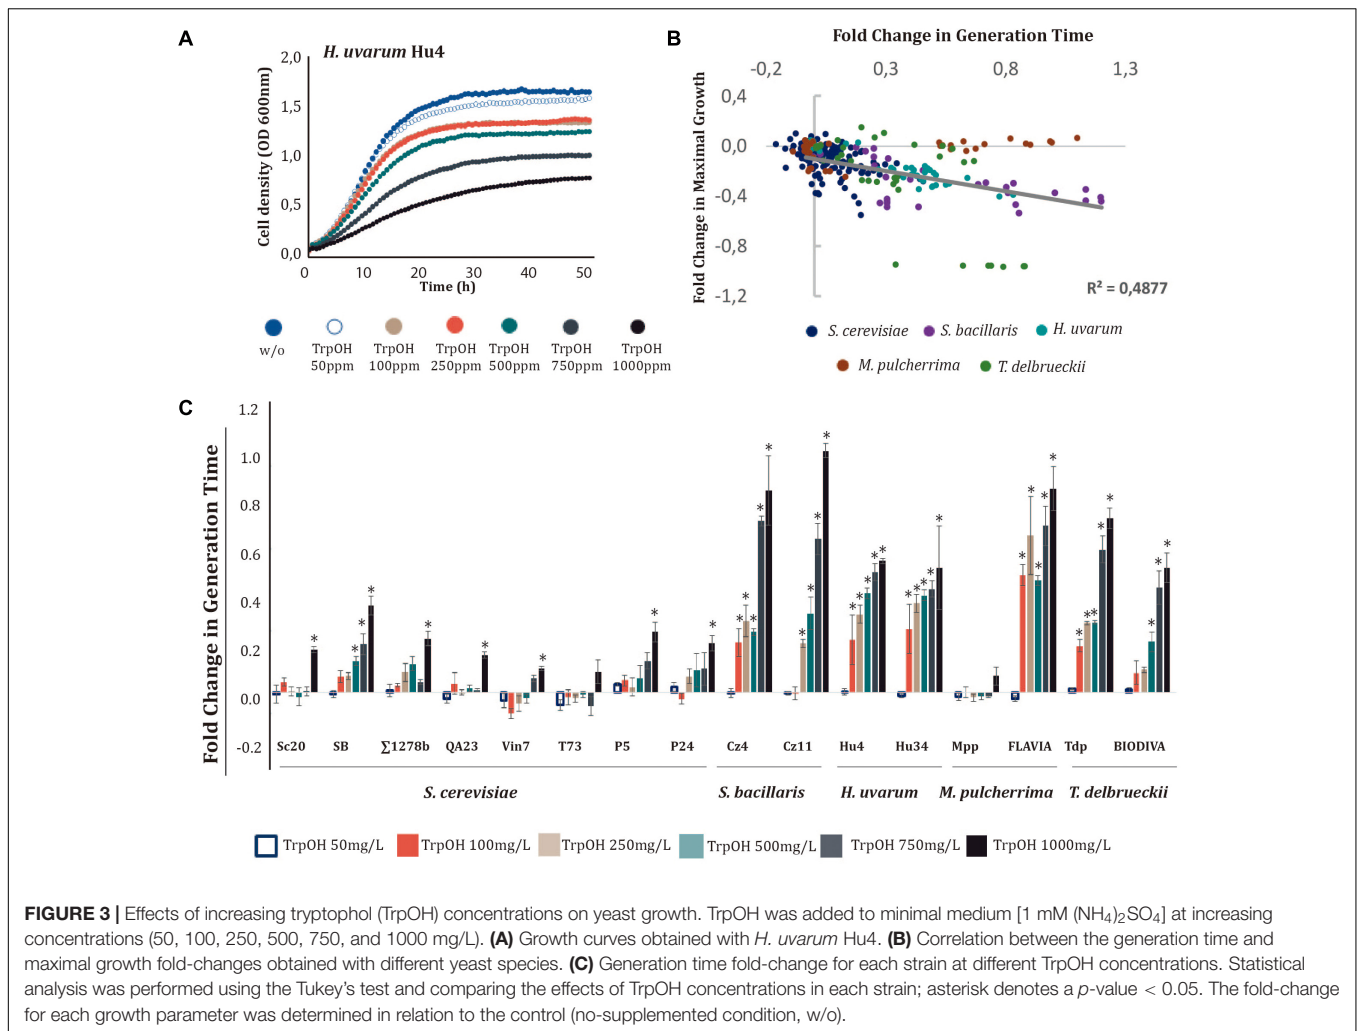 A
H. uvarum Hu4
Cell density (OD 600nm)
2,0
1,5
1,0
0,5
0,0
0 10 20 30 40 50
Time (h)
w/o
TrpOH 50ppm
TrpOH 100ppm
TrpOH 250ppm
TrpOH 500ppm
TrpOH 750ppm
TrpOH 1000ppm
B
Fold Change in Generation Time
-0,2 0,3 0,8 1,3
Fold Change in Maximal Growth
0,4
0,0
-0,4
-0,8
-1,2
R² = 0,4877
S. cerevisiae S. bacillaris H. uvarum
M. pulcherrima T. delbrueckii
C
Fold Change in Generation Time
1.2
1.0
0.8
0.6
0.4
0.2
0.0
-0.2
* * * * * * * * * * * * * * * * * * * * * * * * * * * * * * * * * * * * * * * * * *
Sc20 SB ∑1278b QA23 Vin7 T73 P5 P24 Cz4 Cz11 Hu4 Hu34 Mpp FLAVIA Tdp BIODIVA
S. cerevisiae S. bacillaris H. uvarum M. pulcherrima T. delbrueckii
TrpOH 50mg/L TrpOH 100mg/L TrpOH 250mg/L TrpOH 500mg/L TrpOH 750mg/L TrpOH 1000mg/L
FIGURE 3 | Effects of increasing tryptophol (TrpOH) concentrations on yeast growth. TrpOH was added to minimal medium [1 mM (NH₄)₂SO₄] at increasing
concentrations (50, 100, 250, 500, 750, and 1000 mg/L). (A) Growth curves obtained with H. uvarum Hu4. (B) Correlation between the generation time and
maximal growth fold-changes obtained with different yeast species. (C) Generation time fold-change for each strain at different TrpOH concentrations. Statistical
analysis was performed using the Tukey's test and comparing the effects of TrpOH concentrations in each strain; asterisk denotes a p-value < 0.05. The fold-change
for each growth parameter was determined in relation to the control (no-supplemented condition, w/o).